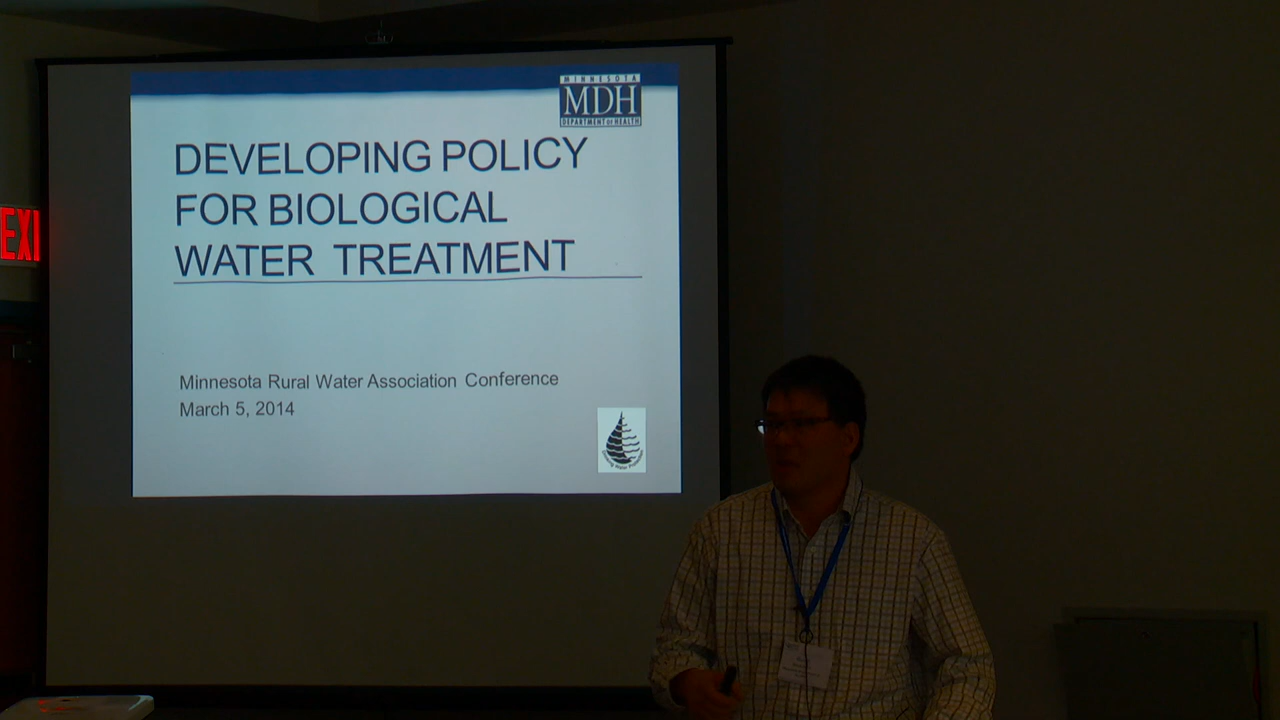 MINNESOTA
MDH
DEPARTMENT of HEALTH
DEVELOPING POLICY
FOR BIOLOGICAL
WATER TREATMENT
Minnesota Rural Water Association Conference
March 5, 2014
EXI